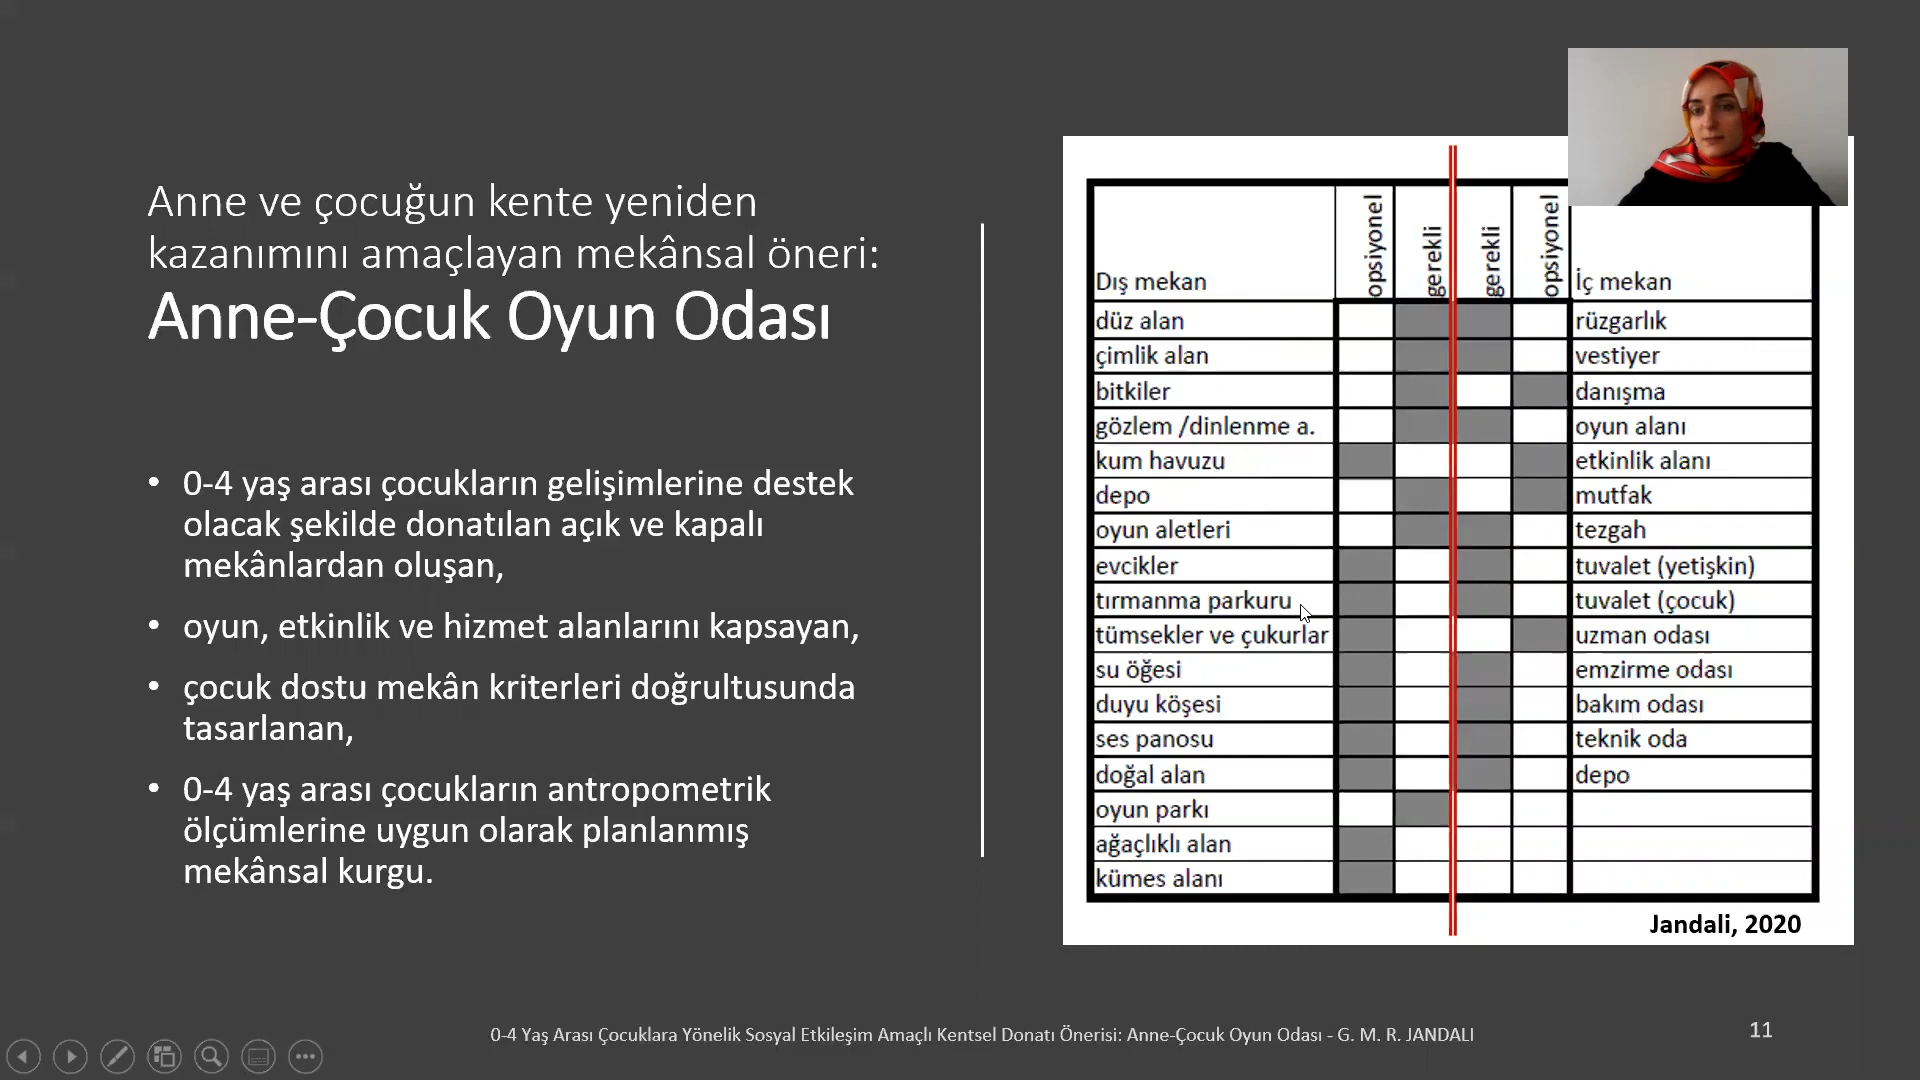 Anne ve çocuğun kente yeniden
kazanımını amaçlayan mekânsal öneri:
Anne-Çocuk Oyun Odası
• 0-4 yaş arası çocukların gelişimlerine destek
olacak şekilde donatılan açık ve kapalı
mekânlardan oluşan,
• oyun, etkinlik ve hizmet alanlarını kapsayan,
• çocuk dostu mekân kriterleri doğrultusunda
tasarlanan,
• 0-4 yaş arası çocukların antropometrik
ölçümlerine uygun olarak planlanmış
mekânsal kurgu.
Dış mekan opsiyonel gerekli gerekli opsiyonel İç mekan
düz alan rüzgarlık
çimlik alan vestiyer
bitkiler danışma
gözlem /dinlenme a. oyun alanı
kum havuzu etkinlik alanı
depo mutfak
oyun aletleri tezgah
evcikler tuvalet (yetişkin)
tırmanma parkuru tuvalet (çocuk)
tümsekler ve çukurlar uzman odası
su öğesi emzirme odası
duyu köşesi bakım odası
ses panosu teknik oda
doğal alan depo
oyun parkı
ağaçlıklı alan
kümes alanı
Jandali, 2020
0-4 Yaş Arası Çocuklara Yönelik Sosyal Etkileşim Amaçlı Kentsel Donatı Önerisi: Anne-Çocuk Oyun Odası - G. M. R. JANDALI
11